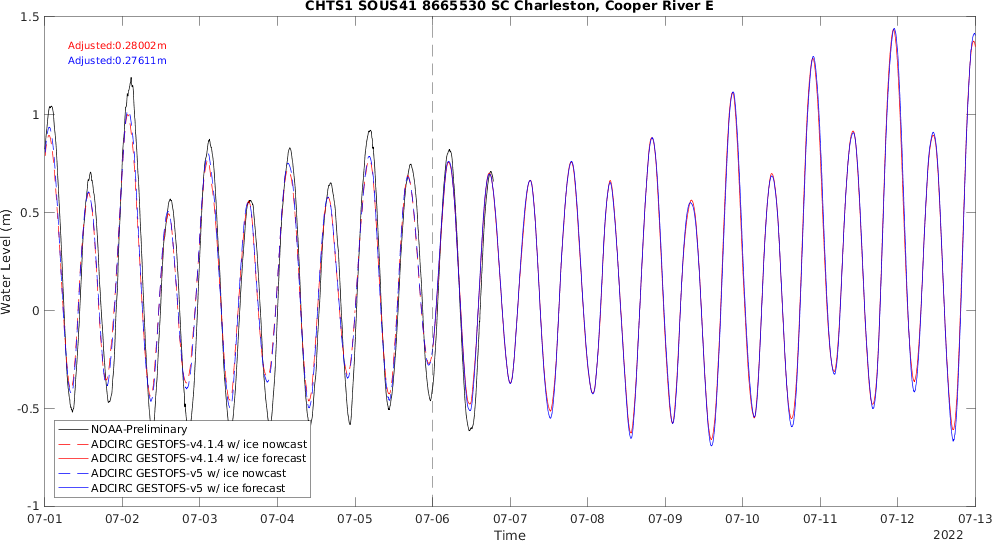 CHTS1 SOUS41 8665530 SC Charleston, Cooper River E
Adjusted:0.28002m
Adjusted:0.27611m
1.5
1
0.5
0
-0.5
-1
Water Level (m)
NOAA-Preliminary
ADCIRC GESTOFS-v4.1.4 w/ ice nowcast
ADCIRC GESTOFS-v4.1.4 w/ ice forecast
ADCIRC GESTOFS-v5 w/ ice nowcast
ADCIRC GESTOFS-v5 w/ ice forecast
07-01 07-02 07-03 07-04 07-05 07-06 07-07 07-08 07-09 07-10 07-11 07-12 07-13
Time
2022